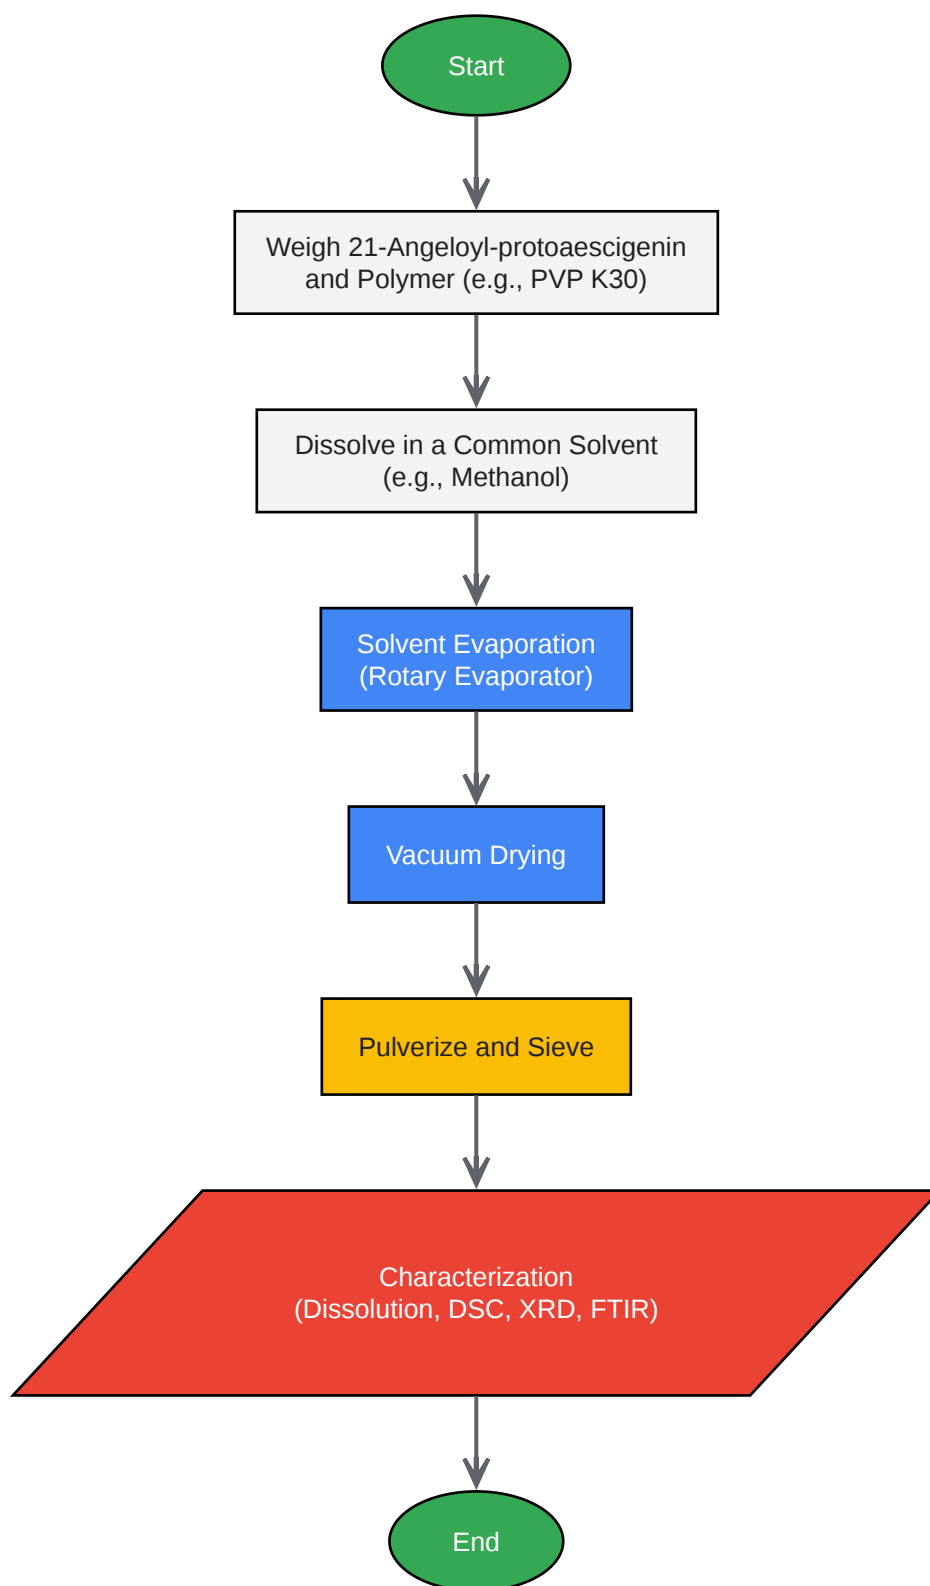 Start
Weigh 21-Angeloyl-protoaescigenin
and Polymer (e.g., PVP K30)
Dissolve in a Common Solvent
(e.g., Methanol)
Solvent Evaporation
(Rotary Evaporator)
Vacuum Drying
Pulverize and Sieve
Characterization
(Dissolution, DSC, XRD, FTIR)
End